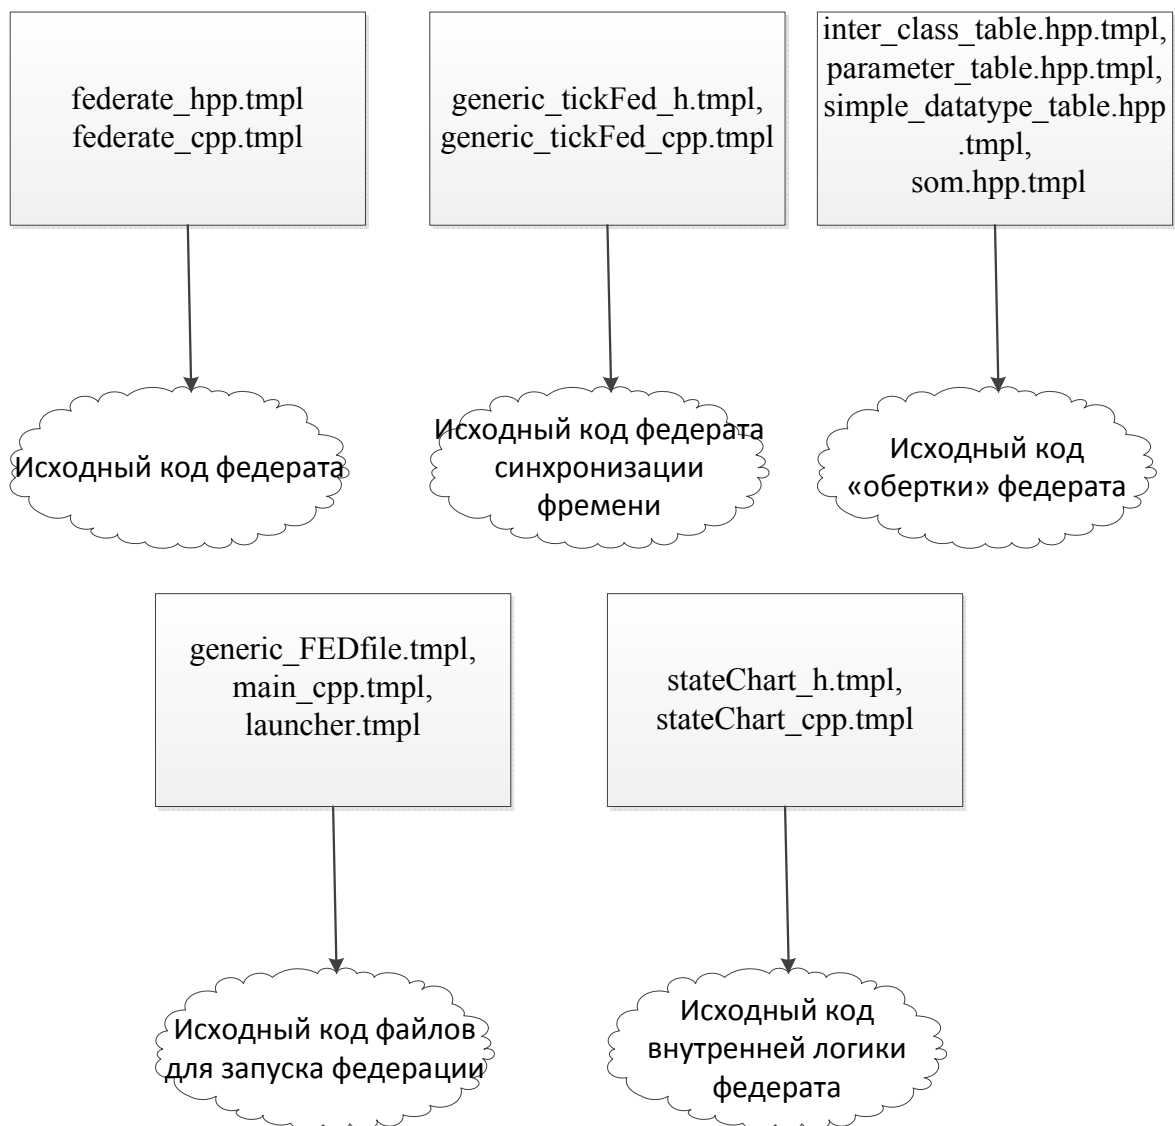 federate_hpp.tmpl
federate_cpp.tmpl
generic_tickFed_h.tmpl,
generic_tickFed_cpp.tmpl
inter_class_table.hpp.tmpl,
parameter_table.hpp.tmpl,
simple_datatype_table.hpp
.tmpl,
som.hpp.tmpl
Исходный код федерата
Исходный код федерата
синхронизации
фремени
Исходный код
«обертки» федерата
generic_FEDfile.tmpl,
main_cpp.tmpl,
launcher.tmpl
stateChart_h.tmpl,
stateChart_cpp.tmpl
Исходный код файлов
для запуска федерации
Исходный код
внутренней логики
федерата